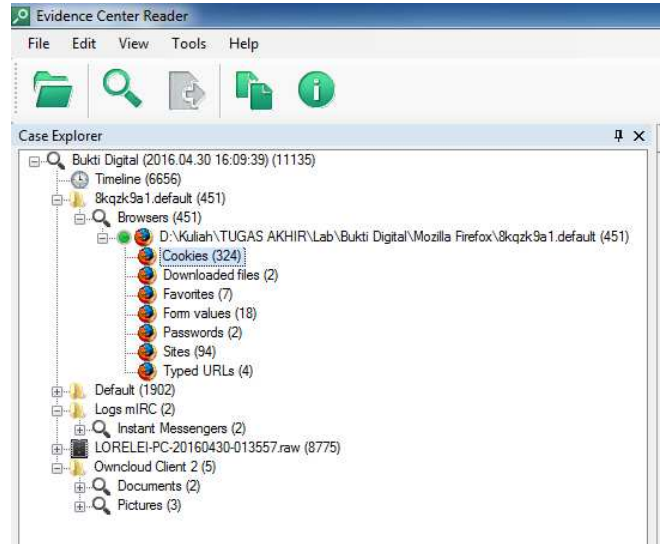 Evidence Center Reader
File Edit View Tools Help
Case Explorer
Bukti Digital (2016.04.30 16:09:39) (11135)
Timeline (6656)
8kqzk9a1.default (451)
Browsers (451)
D:\Kuliah\TUGAS AKHIR\Lab\Bukti Digital\Mozilla Firefox\8kqzk9a1.default (451)
Cookies (324)
Downloaded files (2)
Favorites (7)
Form values (18)
Passwords (2)
Sites (94)
Typed URLs (4)
Default (1902)
Logs mIRC (2)
Instant Messengers (2)
LORELEI-PC-20160430-013557.raw (8775)
Owncloud Client 2 (5)
Documents (2)
Pictures (3)